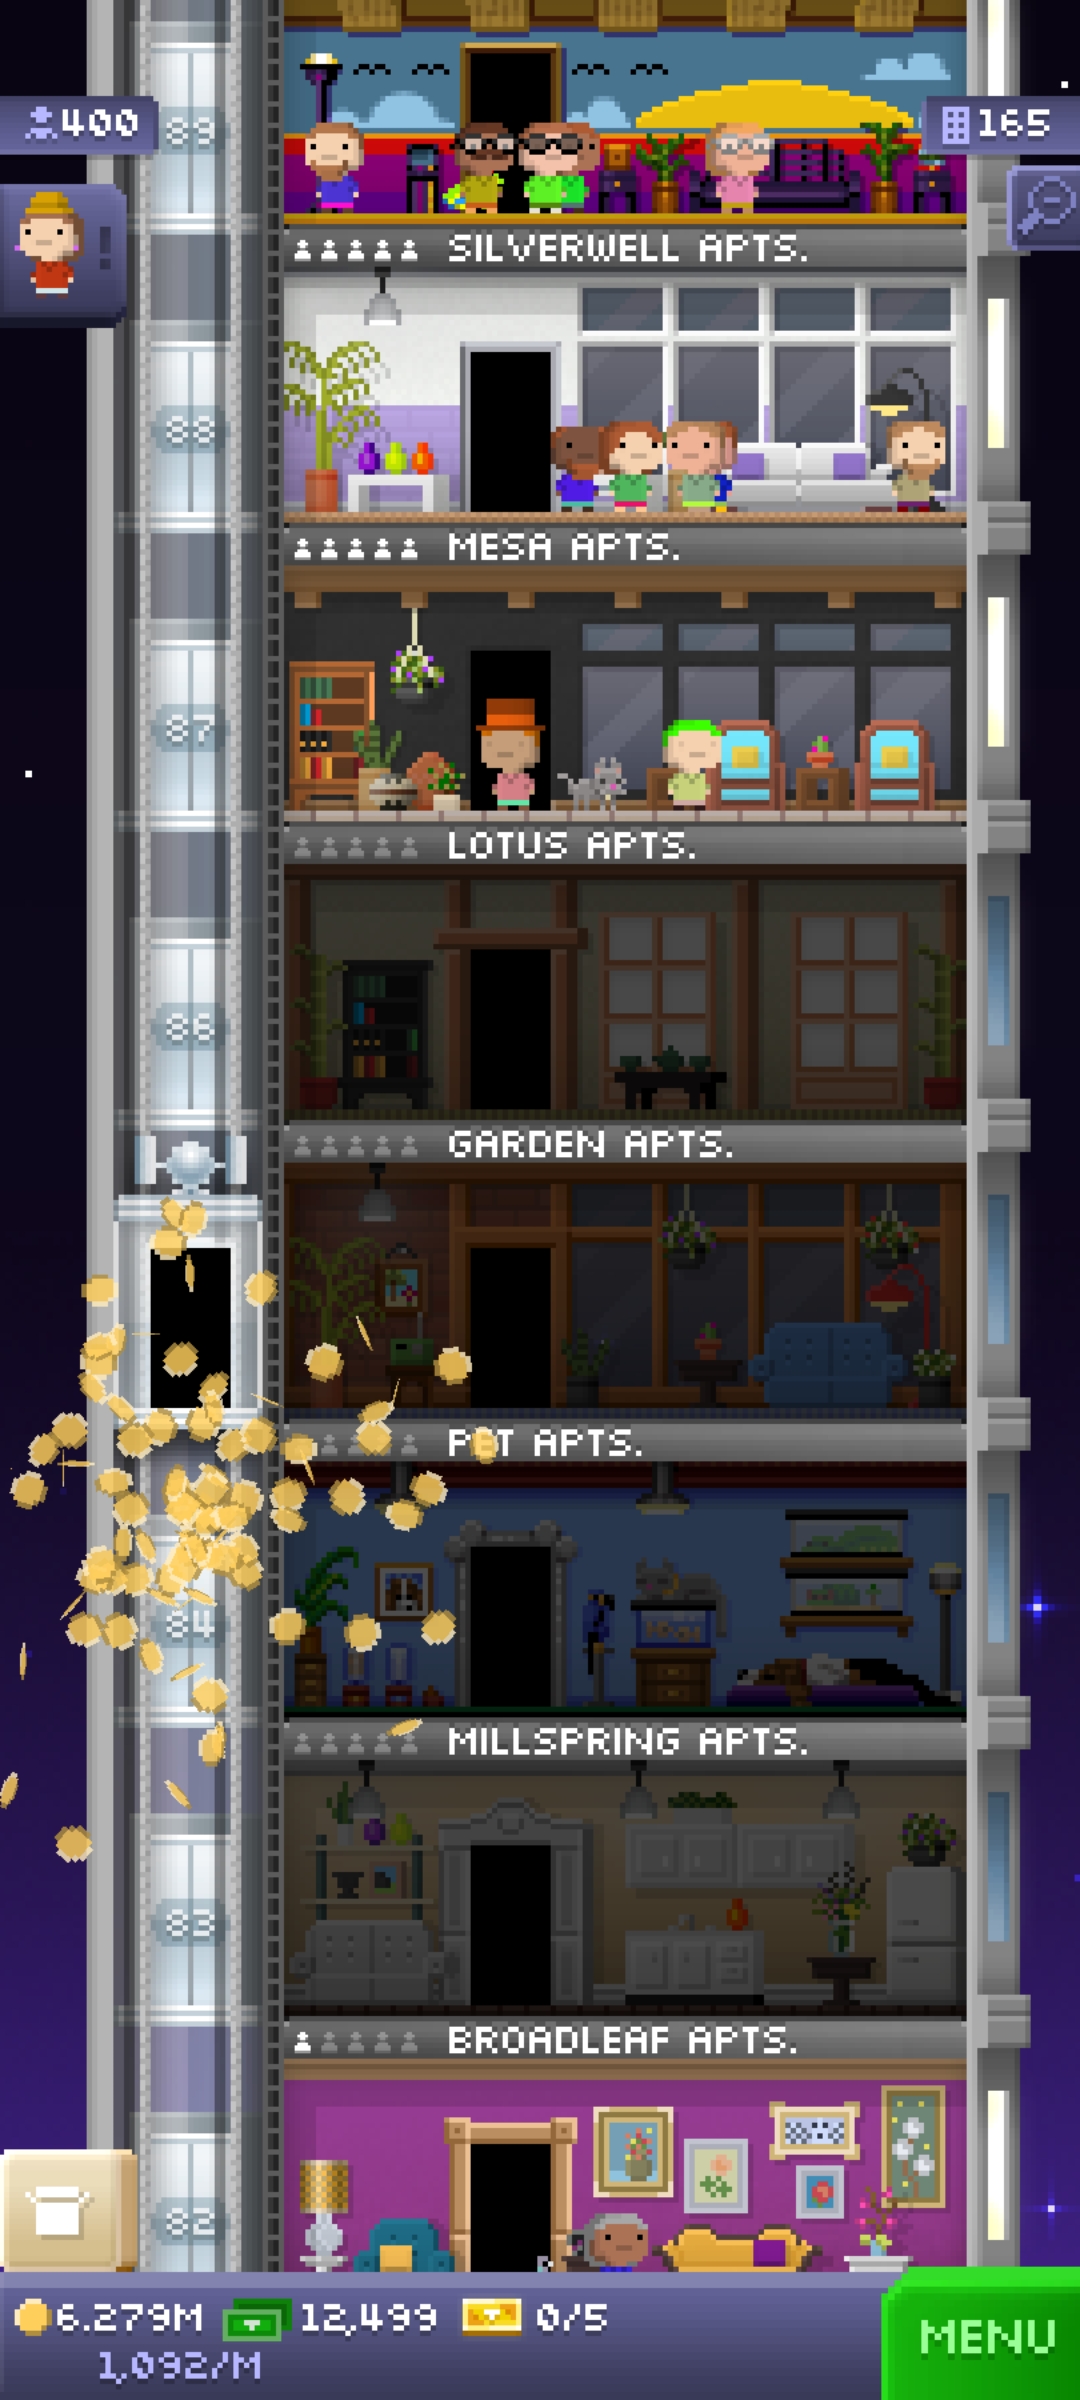 89
400
165
!
SILVERWELL APTS.
88
MESA APTS.
87
LOTUS APTS.
86
GARDEN APTS.
PET APTS.
84
MILLSPRING APTS.
83
BROADLEAF APTS.
82
6.279M 12,499 0/5
1,092/M
MENU